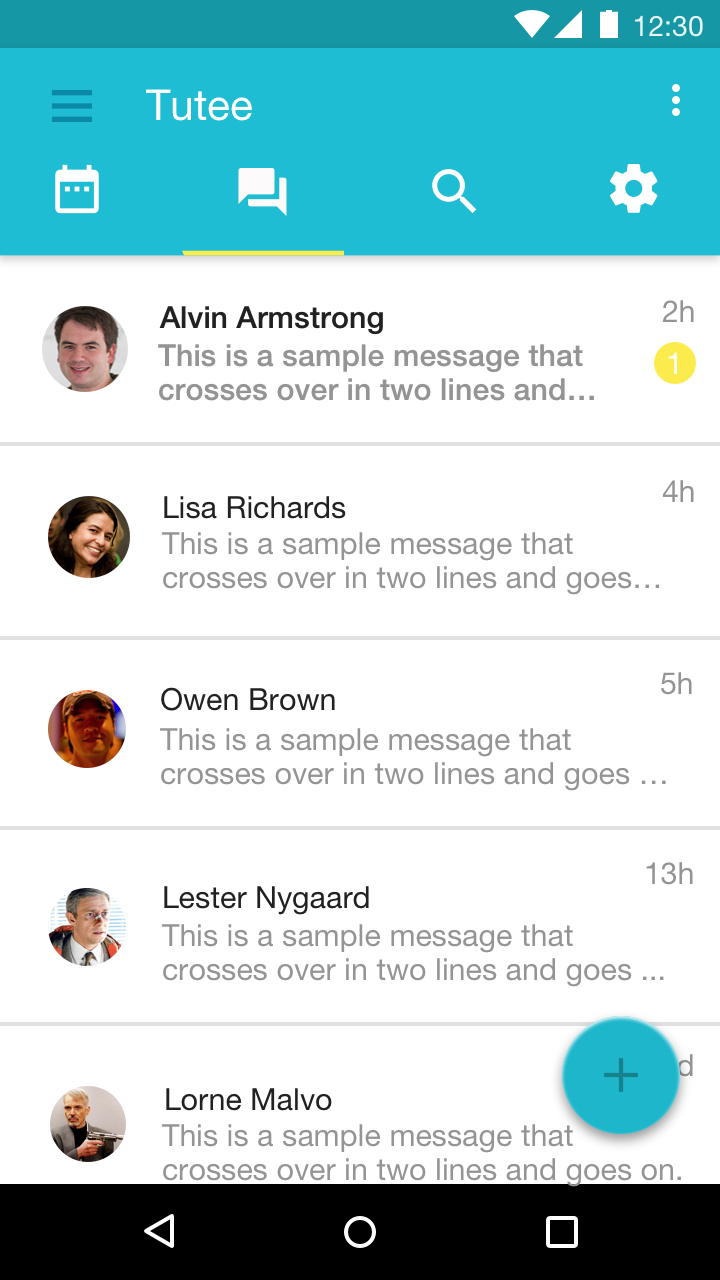 12:30
Tutee
Alvin Armstrong
2h
This is a sample message that
1
crosses over in two lines and...
Lisa Richards
4h
This is a sample message that
crosses over in two lines and goes...
Owen Brown
5h
This is a sample message that
crosses over in two lines and goes ...
Lester Nygaard
13h
This is a sample message that
crosses over in two lines and goes ...
d
Lorne Malvo
This is a sample message that
crosses over in two lines and goes on.